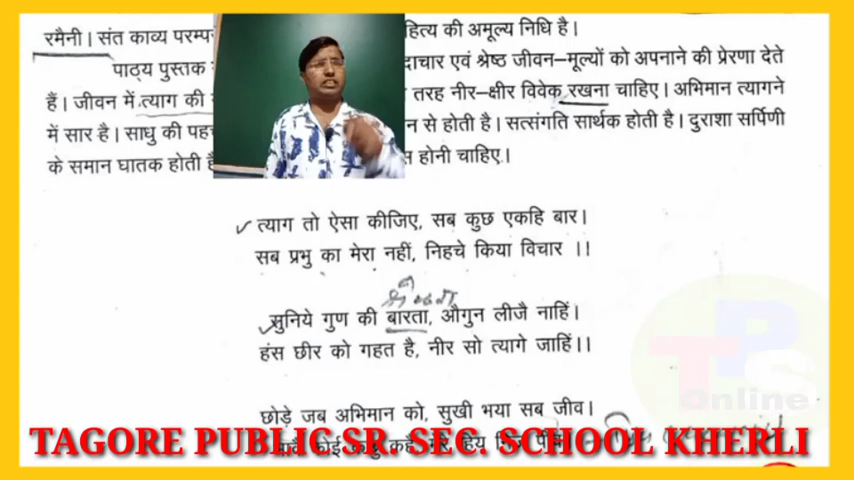 रमैनी। संत काव्य हित्य की अमूल्य निधि है।
पाठ्य पुस्तक दाचार एवं श्रेष्ठ जीवन–मूल्यों को अपनाने की प्रेरणा देते
हैं। जीवन में त्याग की तरह नीर–क्षीर विवेक रखना चाहिए। अभिमान त्यागने
में सार है। साधु की न से होती है। सत्संगति सार्थक होती है। दुराशा सर्पिणी
के समान घातक होती होनी चाहिए।
त्याग तो ऐसा कीजिए, सब कुछ एकहि बार।
सब प्रभु का मेरा नहीं, निहचे किया विचार ।।
सुनिये गुण की बारता, औगुन लीजै नाहिं।
हंस छीर को गहत है, नीर सो त्यागे जाहिं।।
छोड़े जब अभिमान को, सुखी भया सब जीव।
TPS
Online
TAGORE PUBLIC SR. SEC. SCHOOL KHERLI